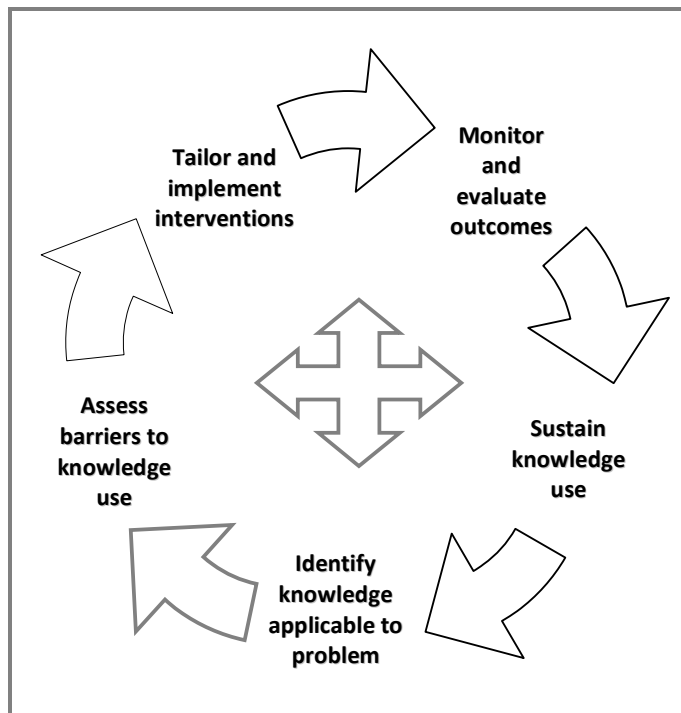 Tailor and
implement
interventions
Monitor
and
evaluate
outcomes
Assess
barriers to
knowledge
use
Sustain
knowledge
use
Identify
knowledge
applicable to
problem